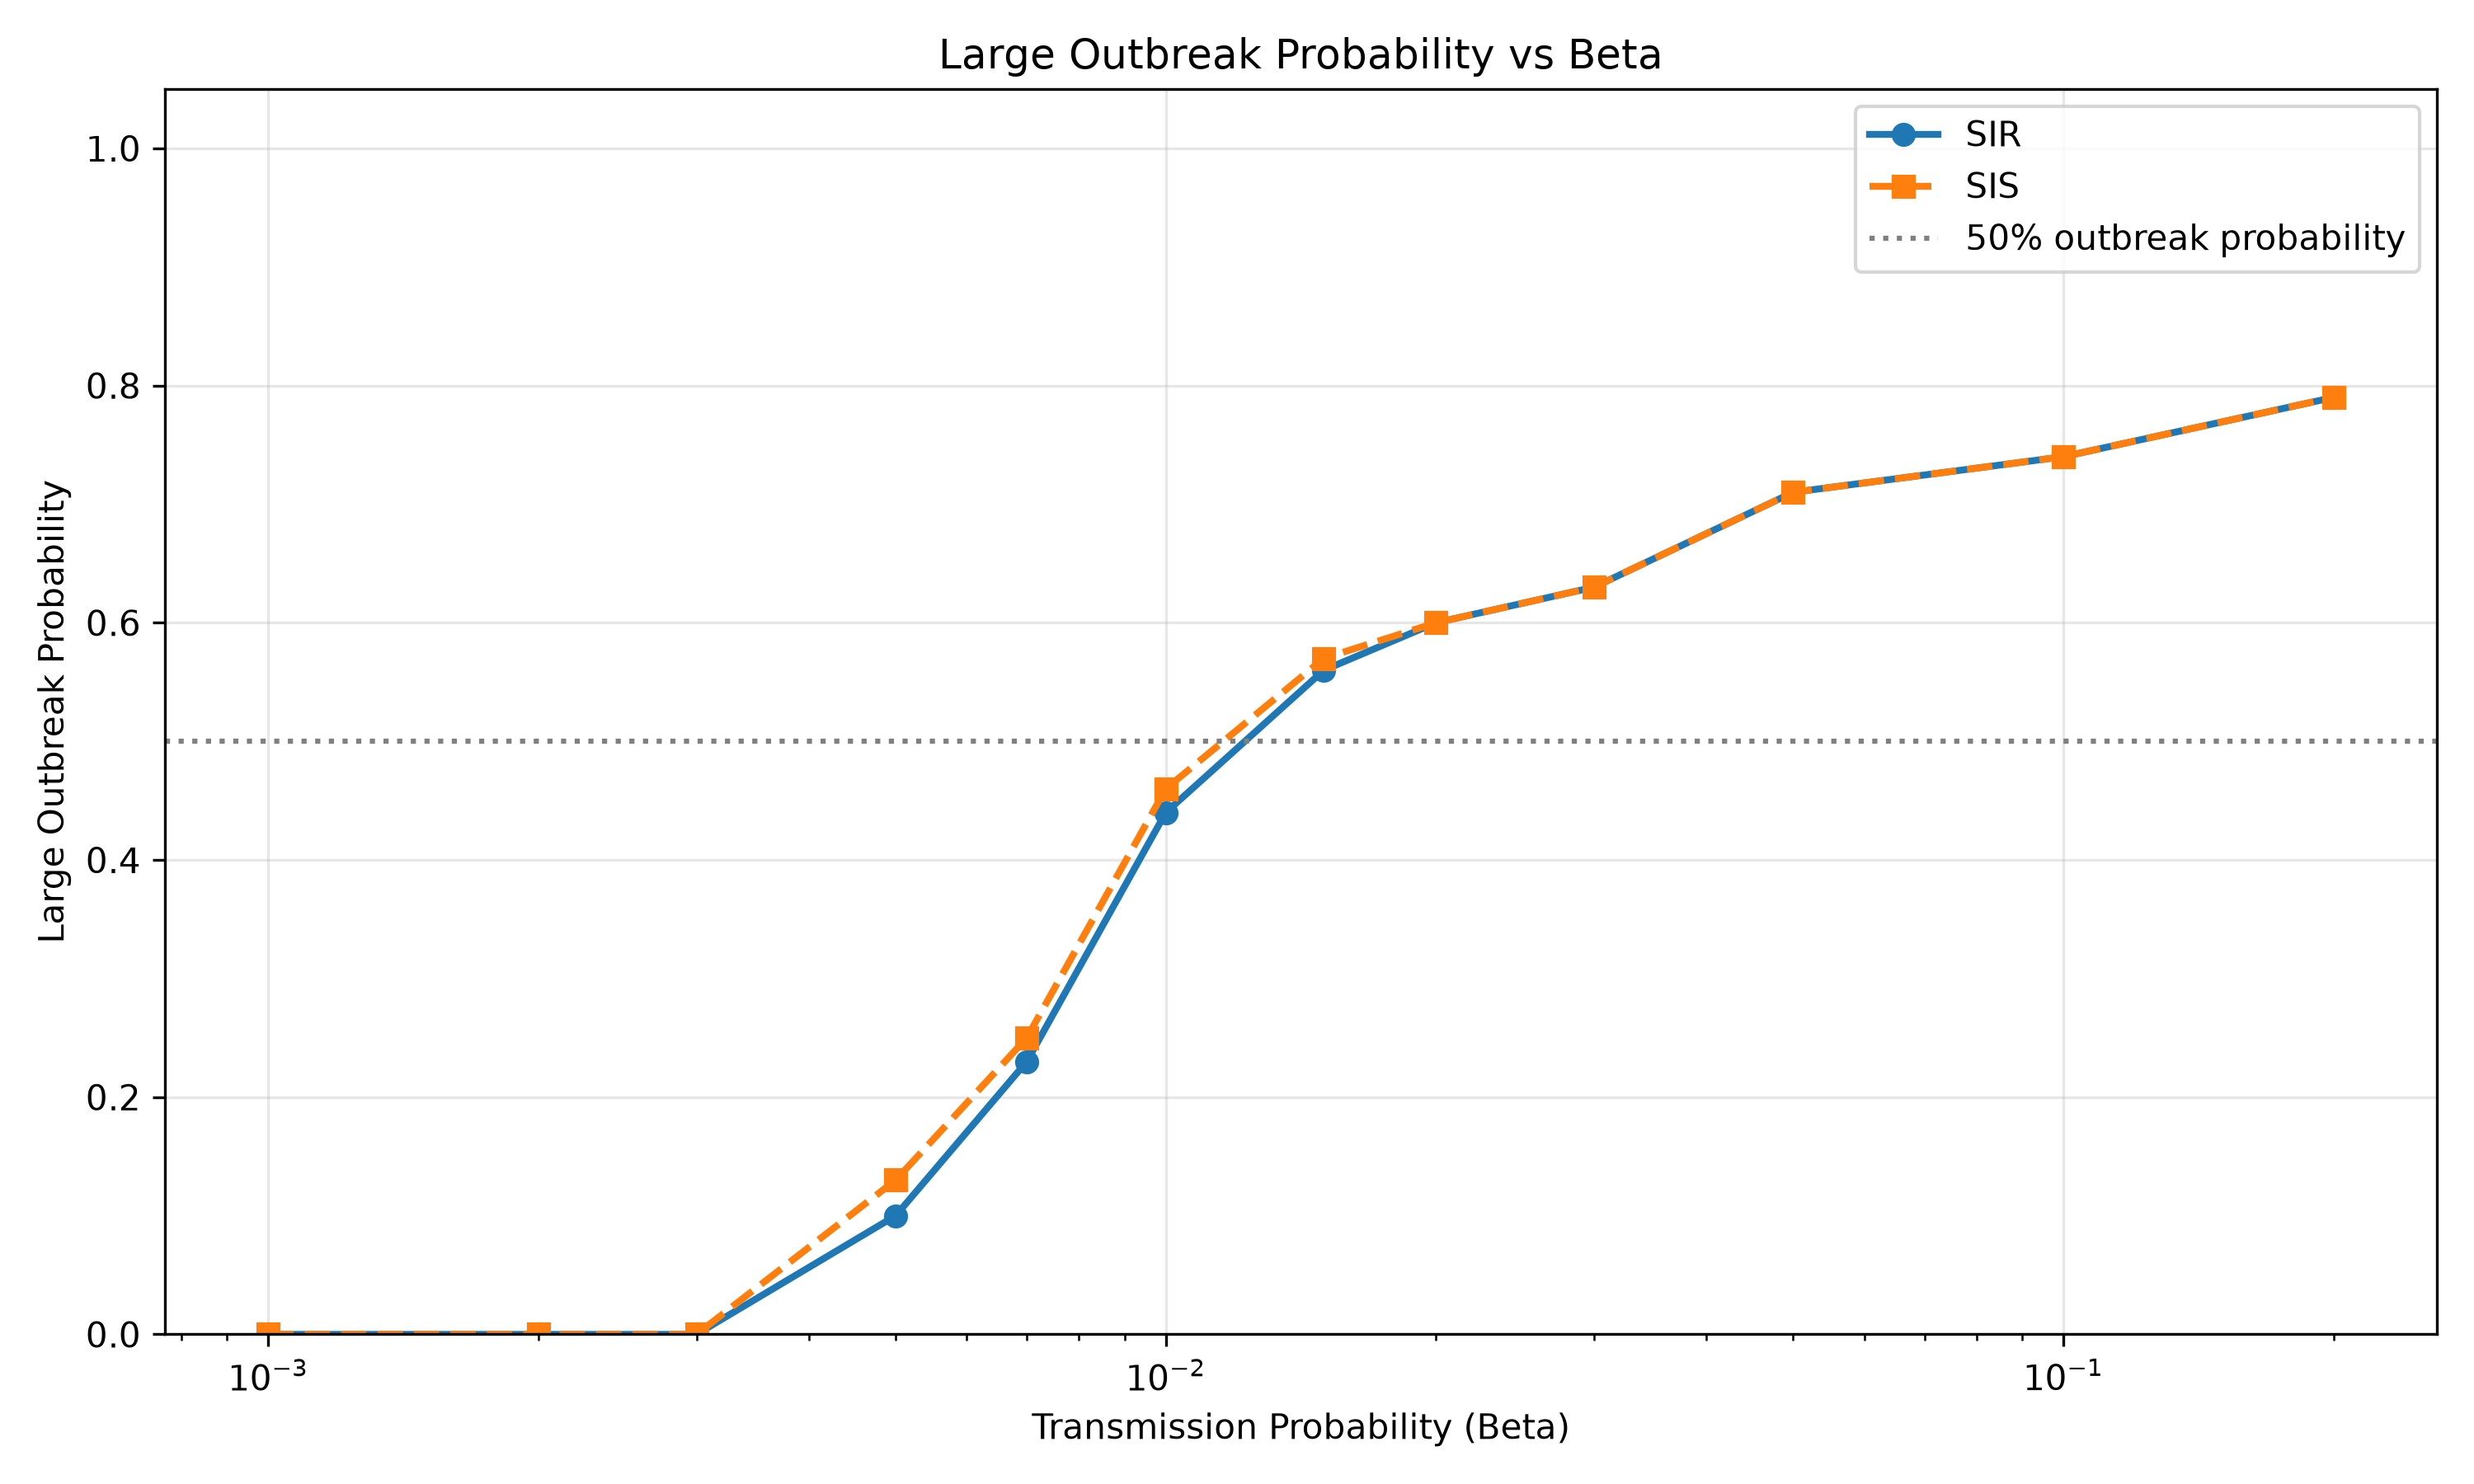 Large Outbreak Probability vs Beta
SIR
SIS
50% outbreak probability
Large Outbreak Probability
1.0
0.8
0.6
0.4
0.2
0.0
10⁻³
10⁻²
10⁻¹
Transmission Probability (Beta)